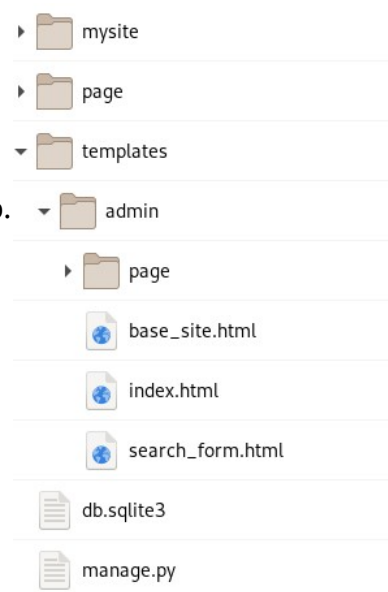 mysite
page
templates
admin
page
base_site.html
index.html
search_form.html
db.sqlite3
manage.py